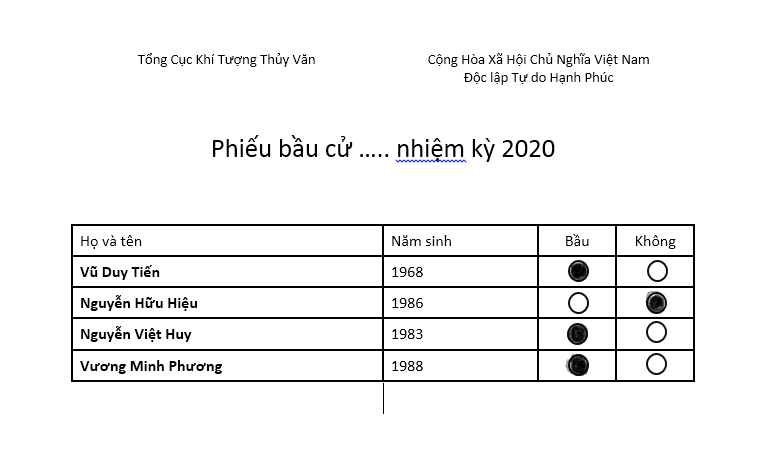 Tổng Cục Khí Tượng Thủy Văn
Cộng Hòa Xã Hội Chủ Nghĩa Việt Nam
Độc lập Tự do Hạnh Phúc
Phiếu bầu cử ..... nhiệm kỳ 2020
Họ và tên Năm sinh Bầu Không
Vũ Duy Tiến 1968
Nguyễn Hữu Hiệu 1986
Nguyễn Việt Huy 1983
Vương Minh Phương 1988